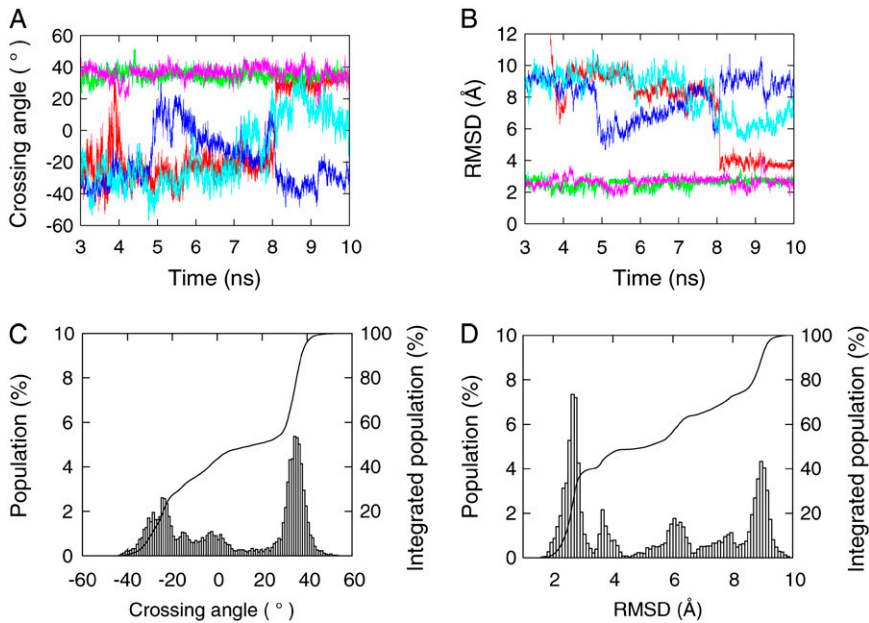 A
60
40
20
0
-20
-40
-60
Crossing angle ( ° )
3 4 5 6 7 8 9 10
Time (ns)
B
12
10
8
6
4
2
0
RMSD (Å)
3 4 5 6 7 8 9 10
Time (ns)
C
10
8
6
4
2
0
Population (%)
100
80
60
40
20
Integrated population (%)
-60 -40 -20 0 20 40 60
Crossing angle ( ° )
D
10
8
6
4
2
0
Population (%)
100
80
60
40
20
Integrated population (%)
2 4 6 8 10
RMSD (Å)